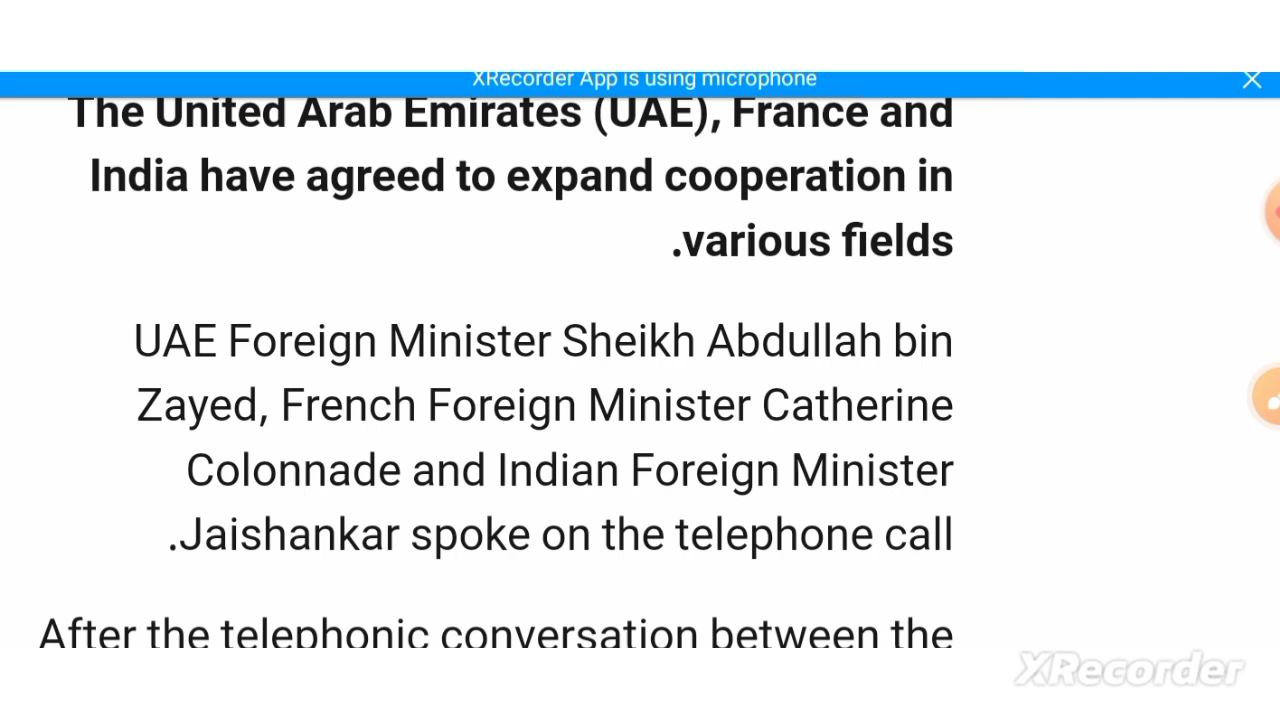 XRecorder App is using microphone
The United Arab Emirates (UAE), France and
India have agreed to expand cooperation in
.various fields
UAE Foreign Minister Sheikh Abdullah bin
Zayed, French Foreign Minister Catherine
Colonnade and Indian Foreign Minister
.Jaishankar spoke on the telephone call
After the telephonic conversation between the
XRecorder